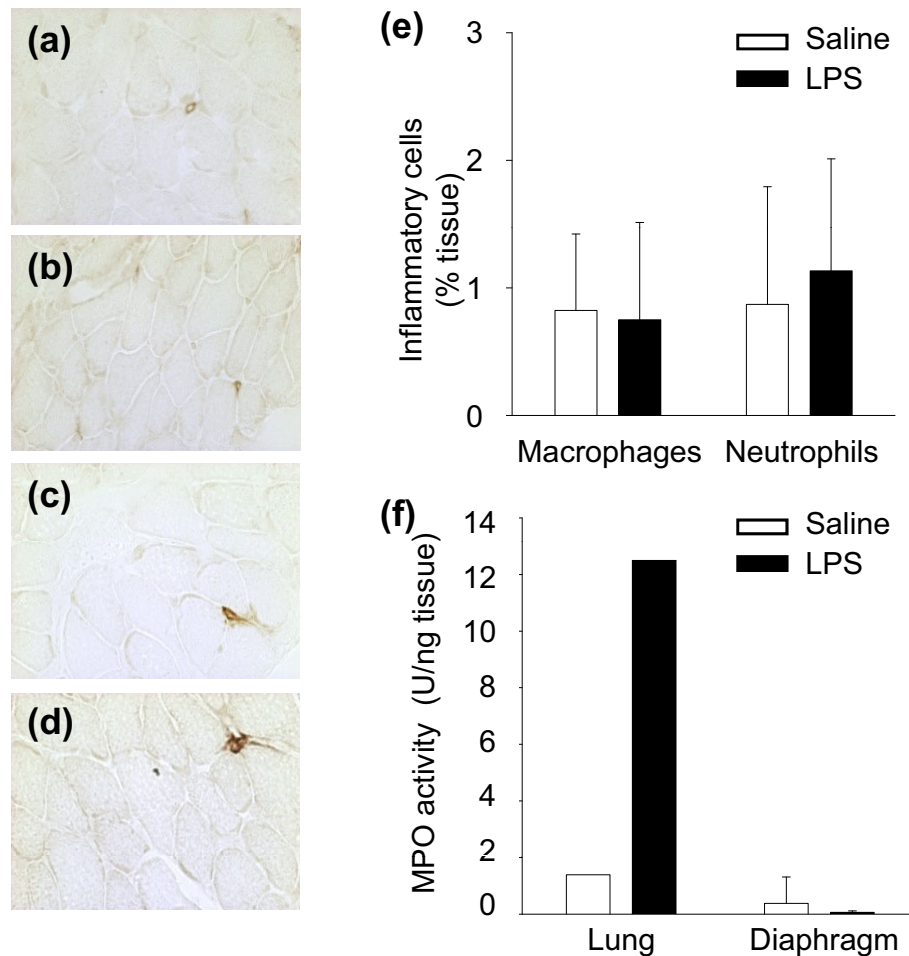 (a)
(b)
(c)
(d)
(e)
3
2
1
0
Inflammatory cells
(% tissue)
Saline
LPS
Macrophages
Neutrophils
(f)
14
12
10
8
6
4
2
0
MPO activity (U/ng tissue)
Saline
LPS
Lung
Diaphragm